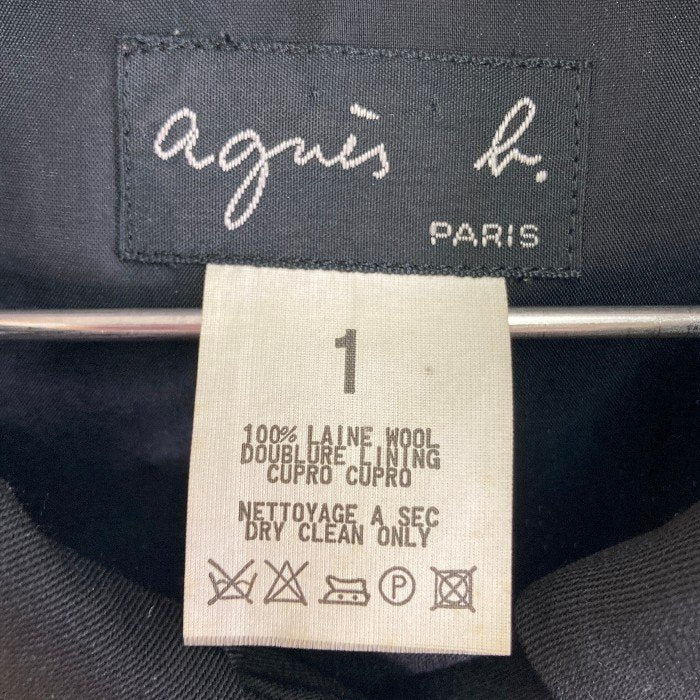 agnès b.
PARIS
1
100% LAINE WOOL
DOUBLURE LINING
CUPRO CUPRO
NETTOYAGE A SEC
DRY CLEAN ONLY
P